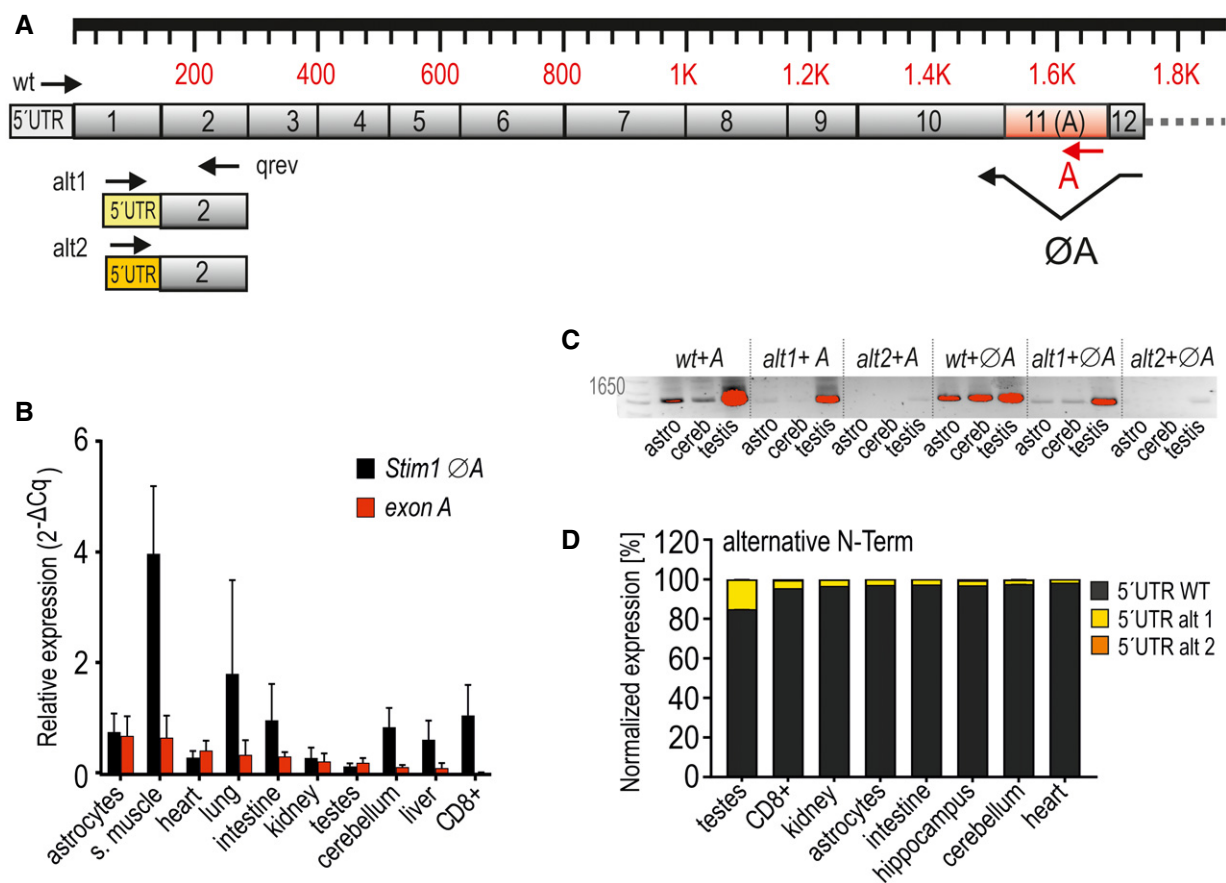 A
wt
200 400 600 800 1K 1.2K 1.4K 1.6K 1.8K
5´UTR 1 2 3 4 5 6 7 8 9 10 11 (A) 12
qrev
A
alt1
5´UTR 2
ØA
alt2
5´UTR 2
C
wt+A alt1+ A alt2+A wt+∅A alt1+∅A alt2+∅A
1650
astro cereb testis astro cereb testis astro cereb testis astro cereb testis astro cereb testis astro cereb testis
B
Relative expression (2^-ΔCq)
6
4
2
0
Stim1 ∅A
exon A
astrocytes s. muscle heart lung intestine kidney testes cerebellum liver CD8+
D
alternative N-Term
Normalized expression [%]
120
100
80
60
40
20
0
5´UTR WT
5´UTR alt 1
5´UTR alt 2
testes CD8+ kidney astrocytes intestine hippocampus cerebellum heart